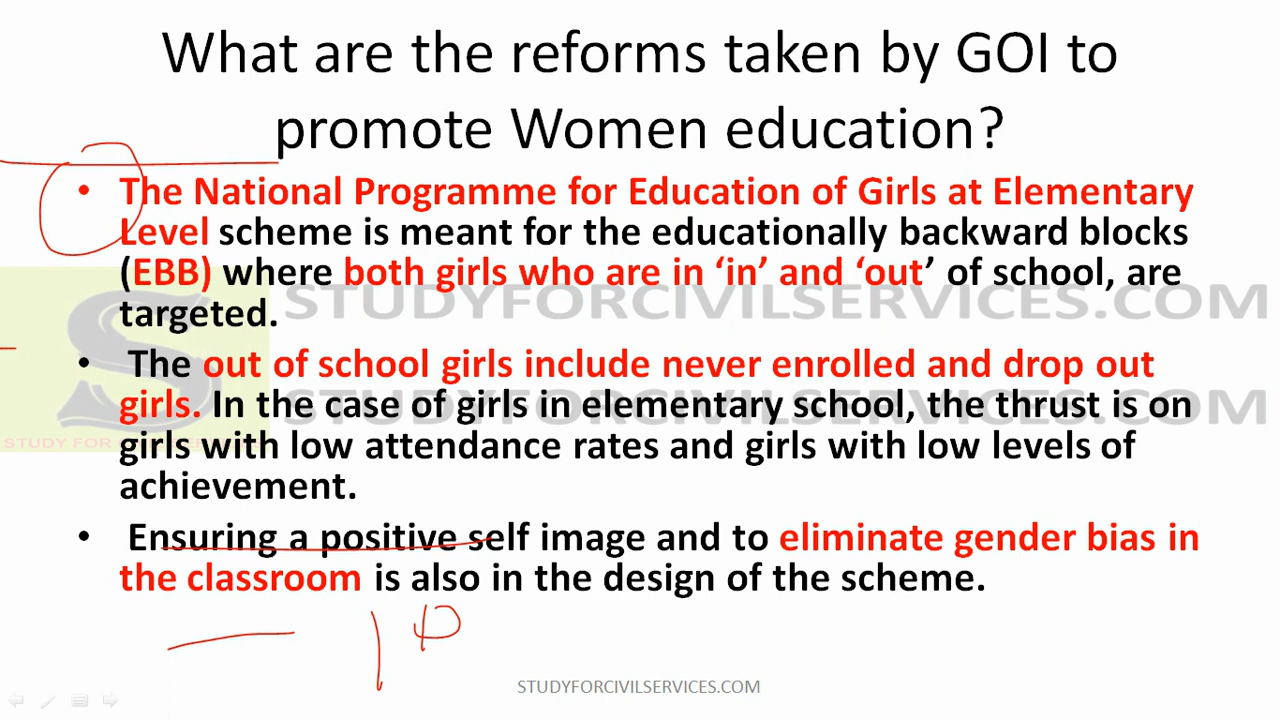 What are the reforms taken by GOI to
promote Women education?
• The National Programme for Education of Girls at Elementary
Level scheme is meant for the educationally backward blocks
(EBB) where both girls who are in ‘in’ and ‘out’ of school, are
targeted.
STUDYFORCIVILSERVICES.COM
• The out of school girls include never enrolled and drop out
girls. In the case of girls in elementary school, the thrust is on
STUDYFORCIVILSERVICES.COM
girls with low attendance rates and girls with low levels of
achievement.
• Ensuring a positive self image and to eliminate gender bias in
the classroom is also in the design of the scheme.
STUDYFORCIVILSERVICES.COM